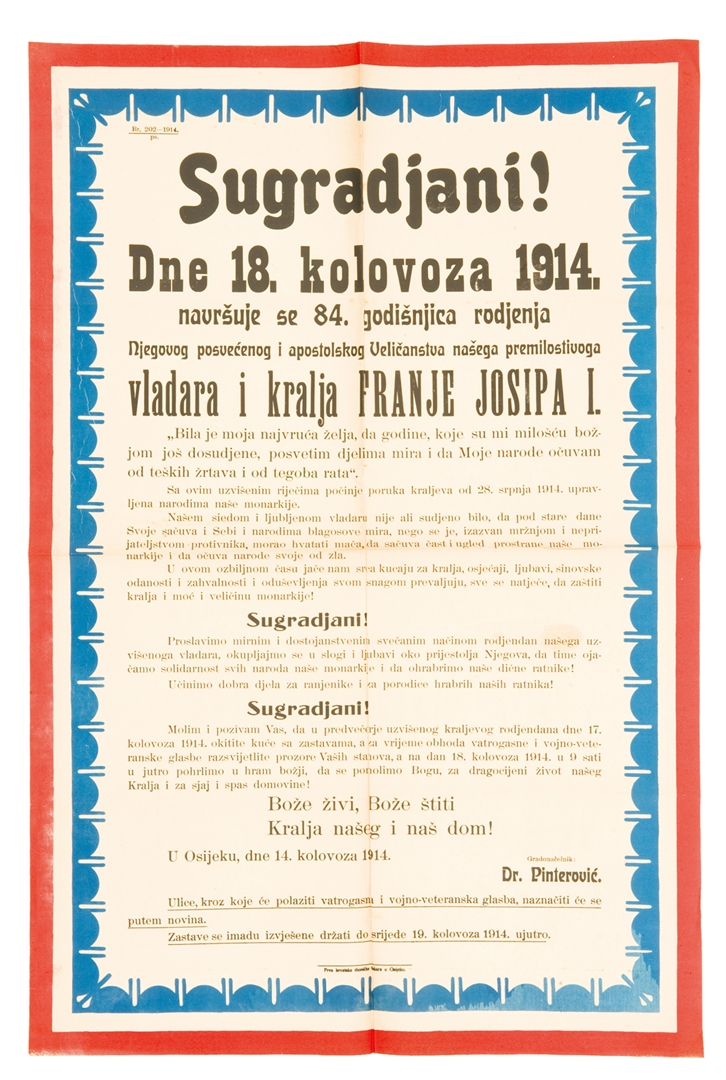 Br. 202—1914.
pr.
Sugradjani!
Dne 18. kolovoza 1914.
navršuje se 84. godišnjica rodjenja
Njegovog posvećenog i apostolskog Veličanstva našega premilostivoga
vladara i kralja FRANJE JOSIPA I.
„Bila je moja najvruća želja, da godine, koje su mi milošću bož-
jom još dosudjene, posvetim djelima mira i da Moje narode očuvam
od teških žrtava i od tegoba rata“.
Sa ovim uzvišenim riječima počinje poruka kraljeva od 28. srpnja 1914. uprav-
ljena narodima naše monarkije.
Našem siedom i ljubljenom vladaru nije ali sudjeno bilo, da pod stare dane
Svoje sačuva i Sebi i narodima blagosove mira, nego se je, izazvan mržnjom i nepri-
jateljstvom protivnika, morao hvatati mača, da sačuva čast i ugled prostrane naše mo-
narkije i da očuva narode svoje od zla.
U ovom ozbiljnom času jače nam srca kucaju za kralja, osjećaji, ljubavi, sinovske
odanosti i zahvalnosti i oduševljenja svom snagom prevaljuju, sve se natječe, da zaštiti
kralja i moć i veličinu monarkije!
Sugradjani!
Proslavimo mirnim i dostojanstvenim svečanim načinom rodjendan našega uz-
višenoga vladara, okupljajmo se u slogi i ljubavi oko prijestolja Njegova, da time oja-
čamo solidarnost svih naroda naše monarkije i da ohrabrimo naše dične ratnike!
Učinimo dobra djela za ranjenike i za porodice hrabrih naših ratnika!
Sugradjani!
Molim i pozivam Vas, da u predvečerje uzvišenog kraljevog rodjendana dne 17.
kolovoza 1914. okitite kuće sa zastavama, a za vrijeme obhoda vatrogasne i vojno-vete-
ranske glasbe razsvijetlite prozore Vaših stanova, a na dan 18. kolovoza 1914. u 9 sati
u jutro pohrlimo u hram božji, da se pomolimo Bogu, za dragocijeni život našeg
Kralja i za sjaj i spas domovine!
Bože živi, Bože štiti
Kralja našeg i naš dom!
U Osijeku, dne 14. kolovoza 1914.
Gradonačelnik:
Dr. Pinterović.
Ulice, kroz koje će polaziti vatrogasna i vojno-veteranska glasba, naznačiti će se
putem novina.
Zastave se imadu izvješene držati do srijede 19. kolovoza 1914. ujutro.
Prva hrvatska dionička tiskara u Osijeku.